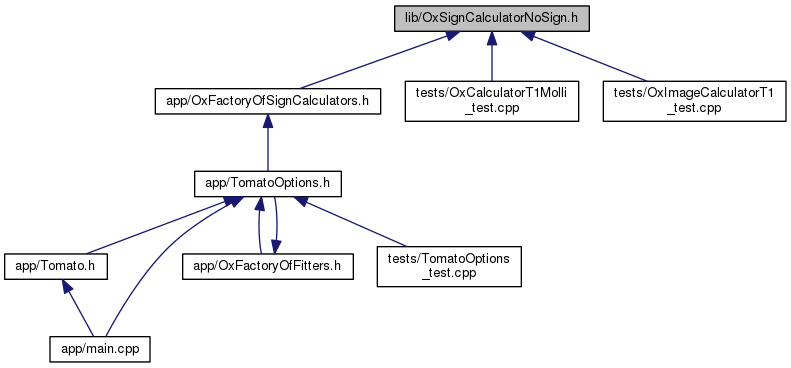 lib/OxSignCalculatorNoSign.h
app/OxFactoryOfSignCalculators.h
tests/OxCalculatorT1Molli
_test.cpp
tests/OxImageCalculatorT1
_test.cpp
app/TomatoOptions.h
app/Tomato.h
app/OxFactoryOfFitters.h
tests/TomatoOptions
_test.cpp
app/main.cpp